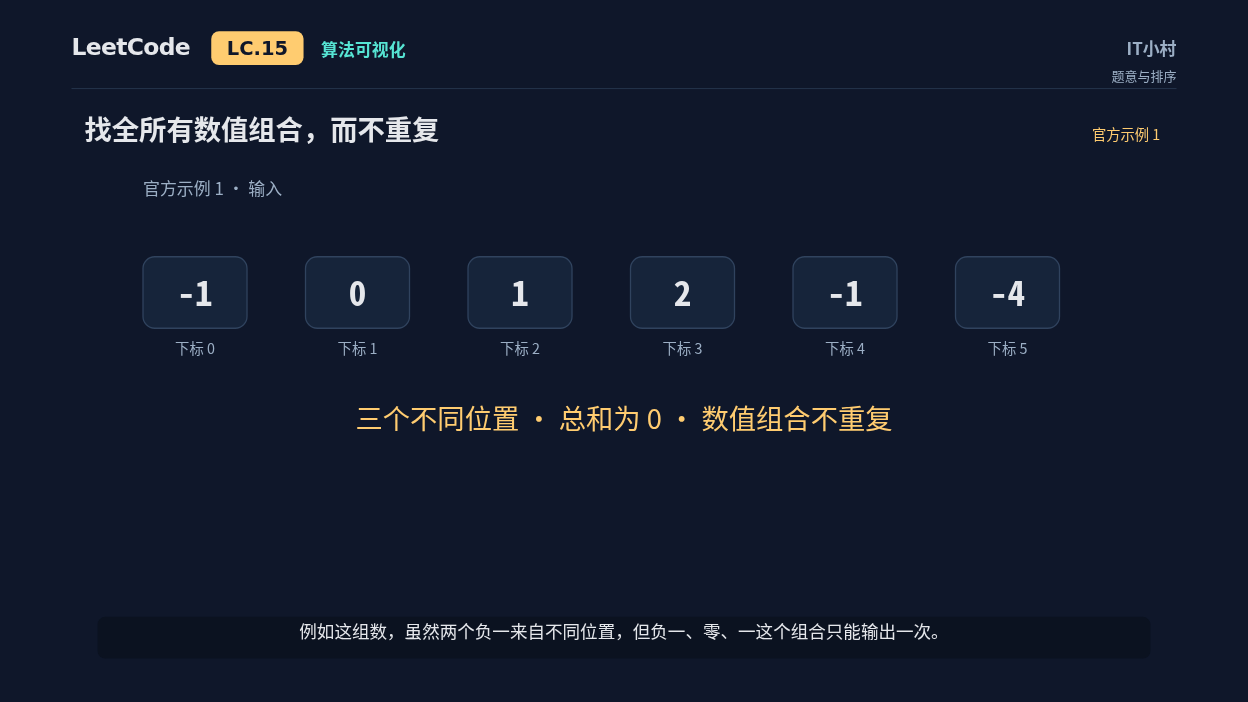 LeetCode LC.15 算法可视化 IT小村
题意与排序
找全所有数值组合，而不重复
官方示例 1
官方示例 1 • 输入
-1 0 1 2 -1 -4
下标 0 下标 1 下标 2 下标 3 下标 4 下标 5
三个不同位置 • 总和为 0 • 数值组合不重复
例如这组数，虽然两个负一来自不同位置，但负一、零、一这个组合只能输出一次。